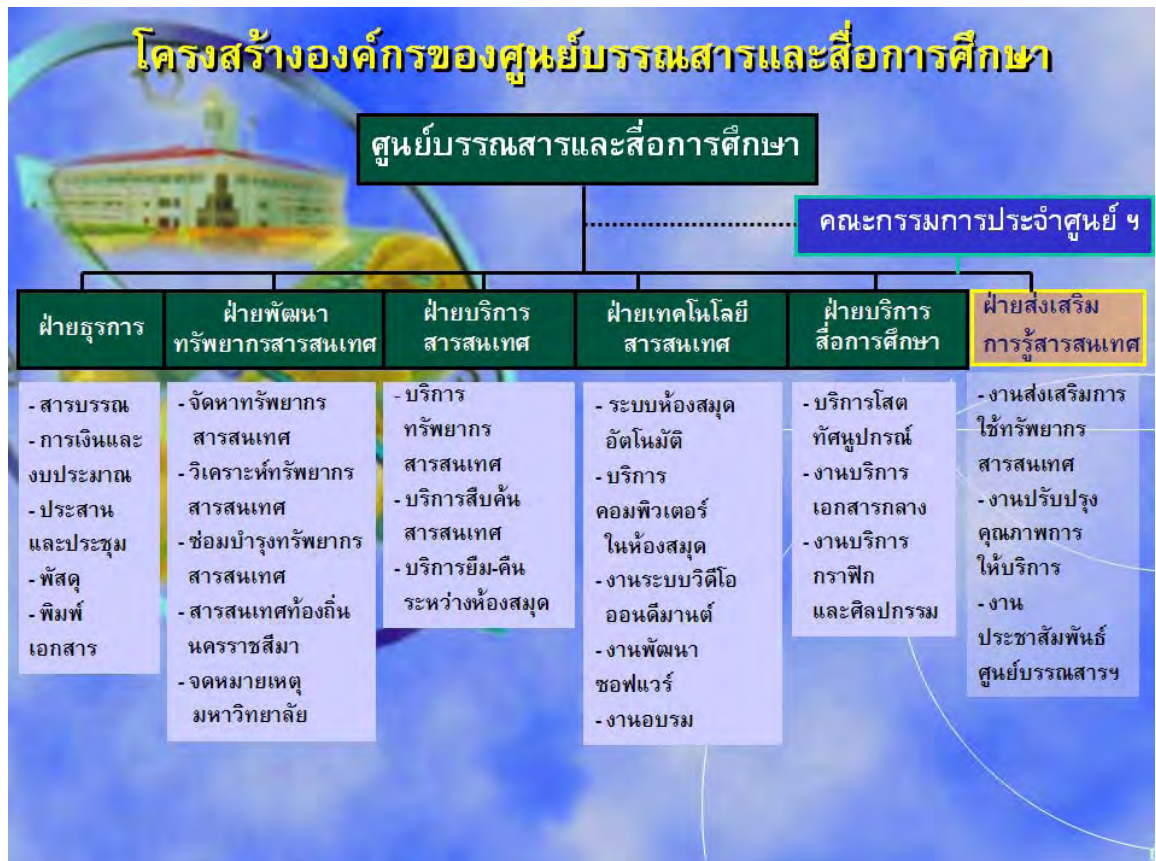 โครงสร้างองค์กรของศูนย์บรรณสารและสื่อการศึกษา
ศูนย์บรรณสารและสื่อการศึกษา
คณะกรรมการประจำศูนย์ ฯ
ฝ่ายธุรการ
- สารบรรณ
- การเงินและ
งบประมาณ
- ประสาน
และประชุม
- พัสดุ
- พิมพ์
เอกสาร
ฝ่ายพัฒนา
ทรัพยากรสารสนเทศ
- จัดหาทรัพยากร
สารสนเทศ
- วิเคราะห์ทรัพยากร
สารสนเทศ
- ซ่อมบำรุงทรัพยากร
สารสนเทศ
- สารสนเทศท้องถิ่น
นครราชสีมา
- จดหมายเหตุ
มหาวิทยาลัย
ฝ่ายบริการ
สารสนเทศ
- บริการ
ทรัพยากร
สารสนเทศ
- บริการสืบค้น
สารสนเทศ
- บริการยืม-คืน
ระหว่างห้องสมุด
ฝ่ายเทคโนโลยี
สารสนเทศ
- ระบบห้องสมุด
อัตโนมัติ
- บริการ
คอมพิวเตอร์
ในห้องสมุด
- งานระบบวิดีโอ
ออนดีมานต์
- งานพัฒนา
ซอฟแวร์
- งานอบรม
ฝ่ายบริการ
สื่อการศึกษา
- บริการโสต
ทัศนูปกรณ์
- งานบริการ
เอกสารกลาง
- งานบริการ
กราฟิก
และศิลปกรรม
ฝ่ายส่งเสริม
การรู้สารสนเทศ
- งานส่งเสริมการ
ใช้ทรัพยากร
สารสนเทศ
- งานปรับปรุง
คุณภาพการ
ให้บริการ
- งาน
ประชาสัมพันธ์
ศูนย์บรรณสารฯ